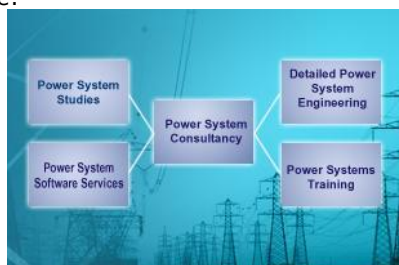 Power System
Studies
Detailed Power
System
Engineering
Power System
Consultancy
Power System
Software Services
Power Systems
Training